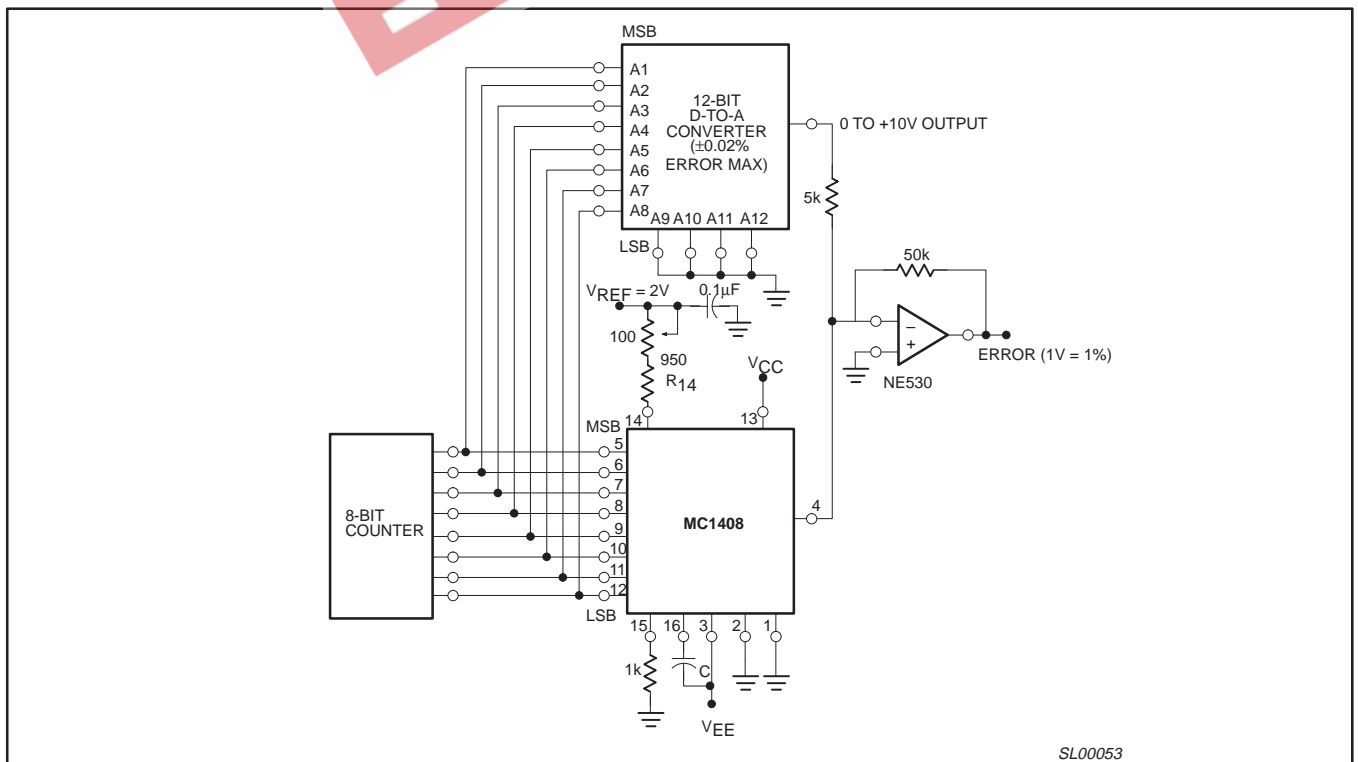 MSB
A1
A2
A3
A4
A5
A6
A7
A8
12-BIT
D-TO-A
CONVERTER
(±0.02%
ERROR MAX)
A9 A10 A11 A12
LSB
0 TO +10V OUTPUT
5k
50k
VREF = 2V
0.1µF
100
950
R14
VCC
–
+
NE530
ERROR (1V = 1%)
MSB
14
13
8-BIT
COUNTER
5
6
7
8
9
10
11
12
MC1408
4
LSB
15
16
3
2
1
1k
C
VEE
SL00053